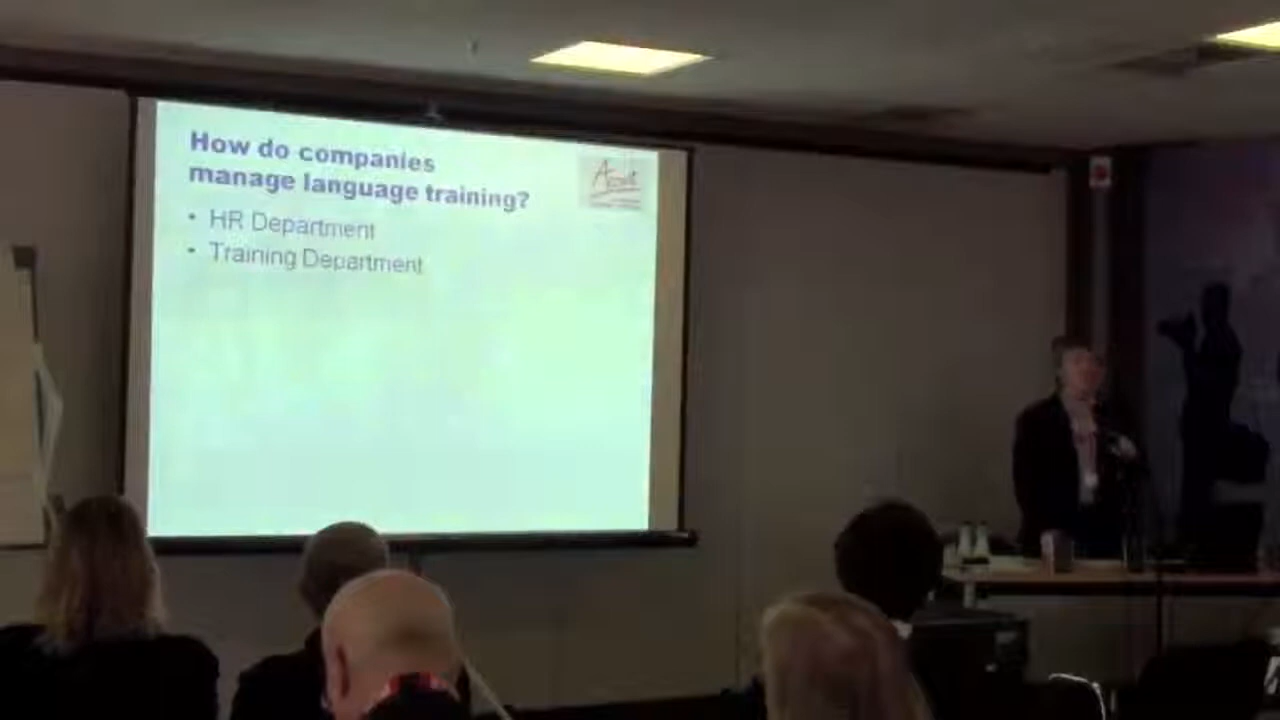 How do companies
manage language training?
• HR Department
• Training Department